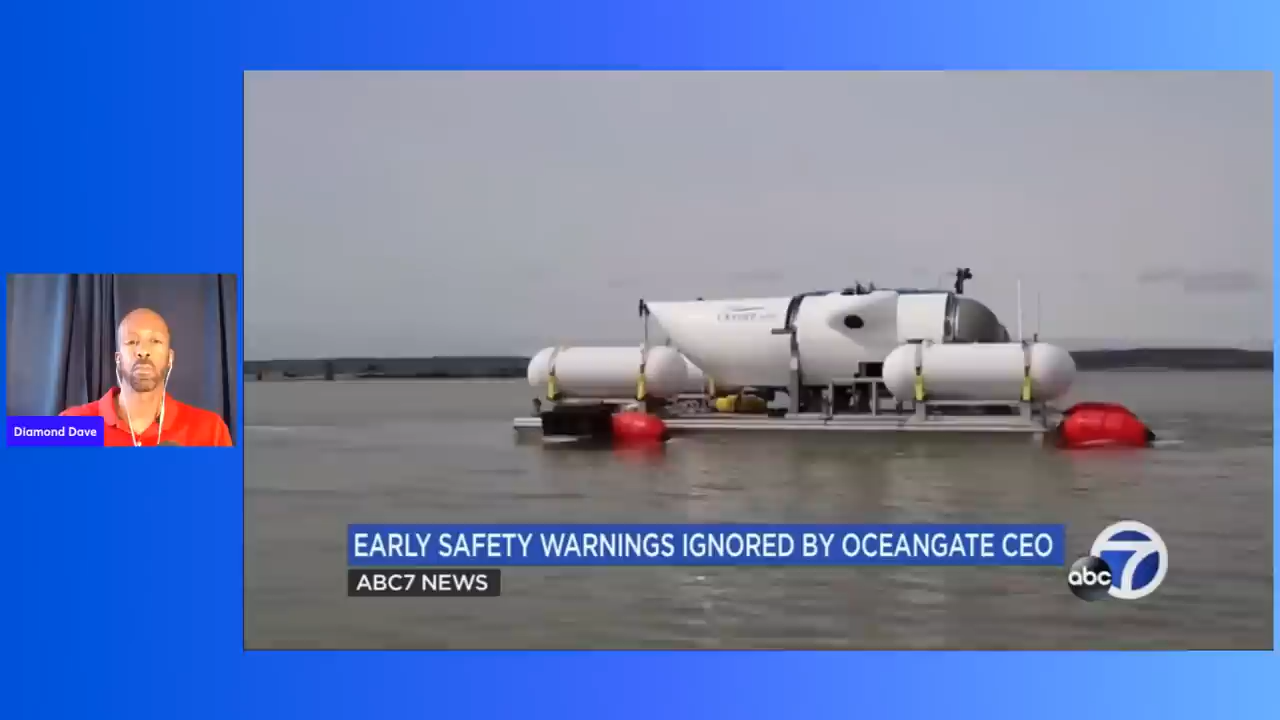 Diamond Dave
EARLY SAFETY WARNINGS IGNORED BY OCEANGATE CEO
ABC7 NEWS
abc 7